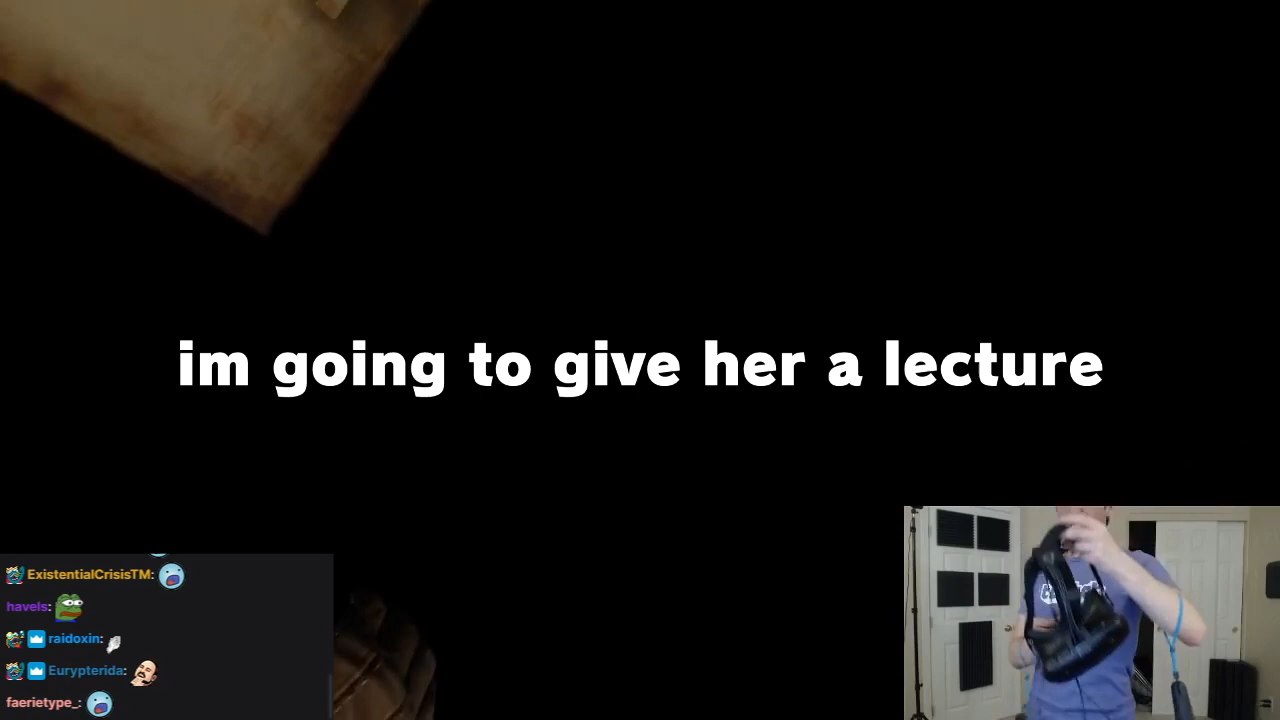 im going to give her a lecture
ExistentialCrisisTM:
havels:
raidoxin:
Eurypterida:
faerietype_: